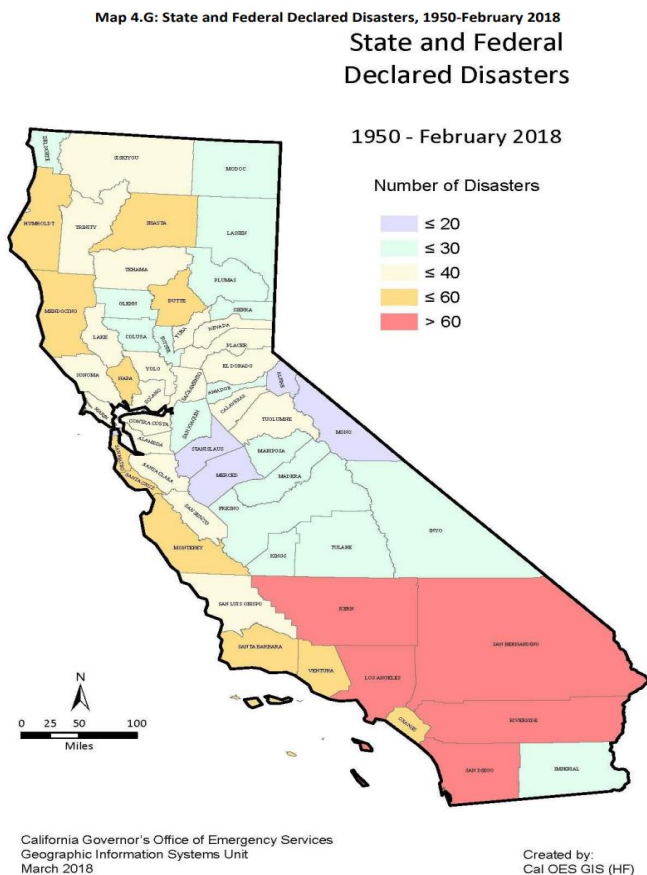 Map 4.G: State and Federal Declared Disasters, 1950-February 2018
State and Federal
Declared Disasters
1950 - February 2018
Number of Disasters
≤ 20
≤ 30
≤ 40
≤ 60
> 60
DEL NORTE
SISKIYOU
MODOC
HUMBOLDT
TRINITY
SHASTA
LASSEN
TEHAMA
PLUMAS
MENDOCINO
GLENN
BUTTE
SIERRA
LAKE
COLUSA
SUTTER
YUBA
NEVADA
PLACER
SONOMA
NAPA
YOLO
EL DORADO
SACRAMENTO
SOLANO
AMADOR
ALPINE
MARIN
CALAVERAS
SAN JOAQUIN
TUOLUMNE
MONO
CONTRA COSTA
ALAMEDA
STANISLAUS
MARIPOSA
SAN MATEO
SANTA CLARA
MERCED
MADERA
SANTA CRUZ
SAN BENITO
FRESNO
INYO
MONTEREY
KINGS
TULARE
SAN LUIS OBISPO
KERN
SAN BERNARDINO
SANTA BARBARA
VENTURA
LOS ANGELES
ORANGE
RIVERSIDE
SAN DIEGO
IMPERIAL
N
0 25 50 100
Miles
California Governor's Office of Emergency Services
Geographic Information Systems Unit
March 2018
Created by:
Cal OES GIS (HF)